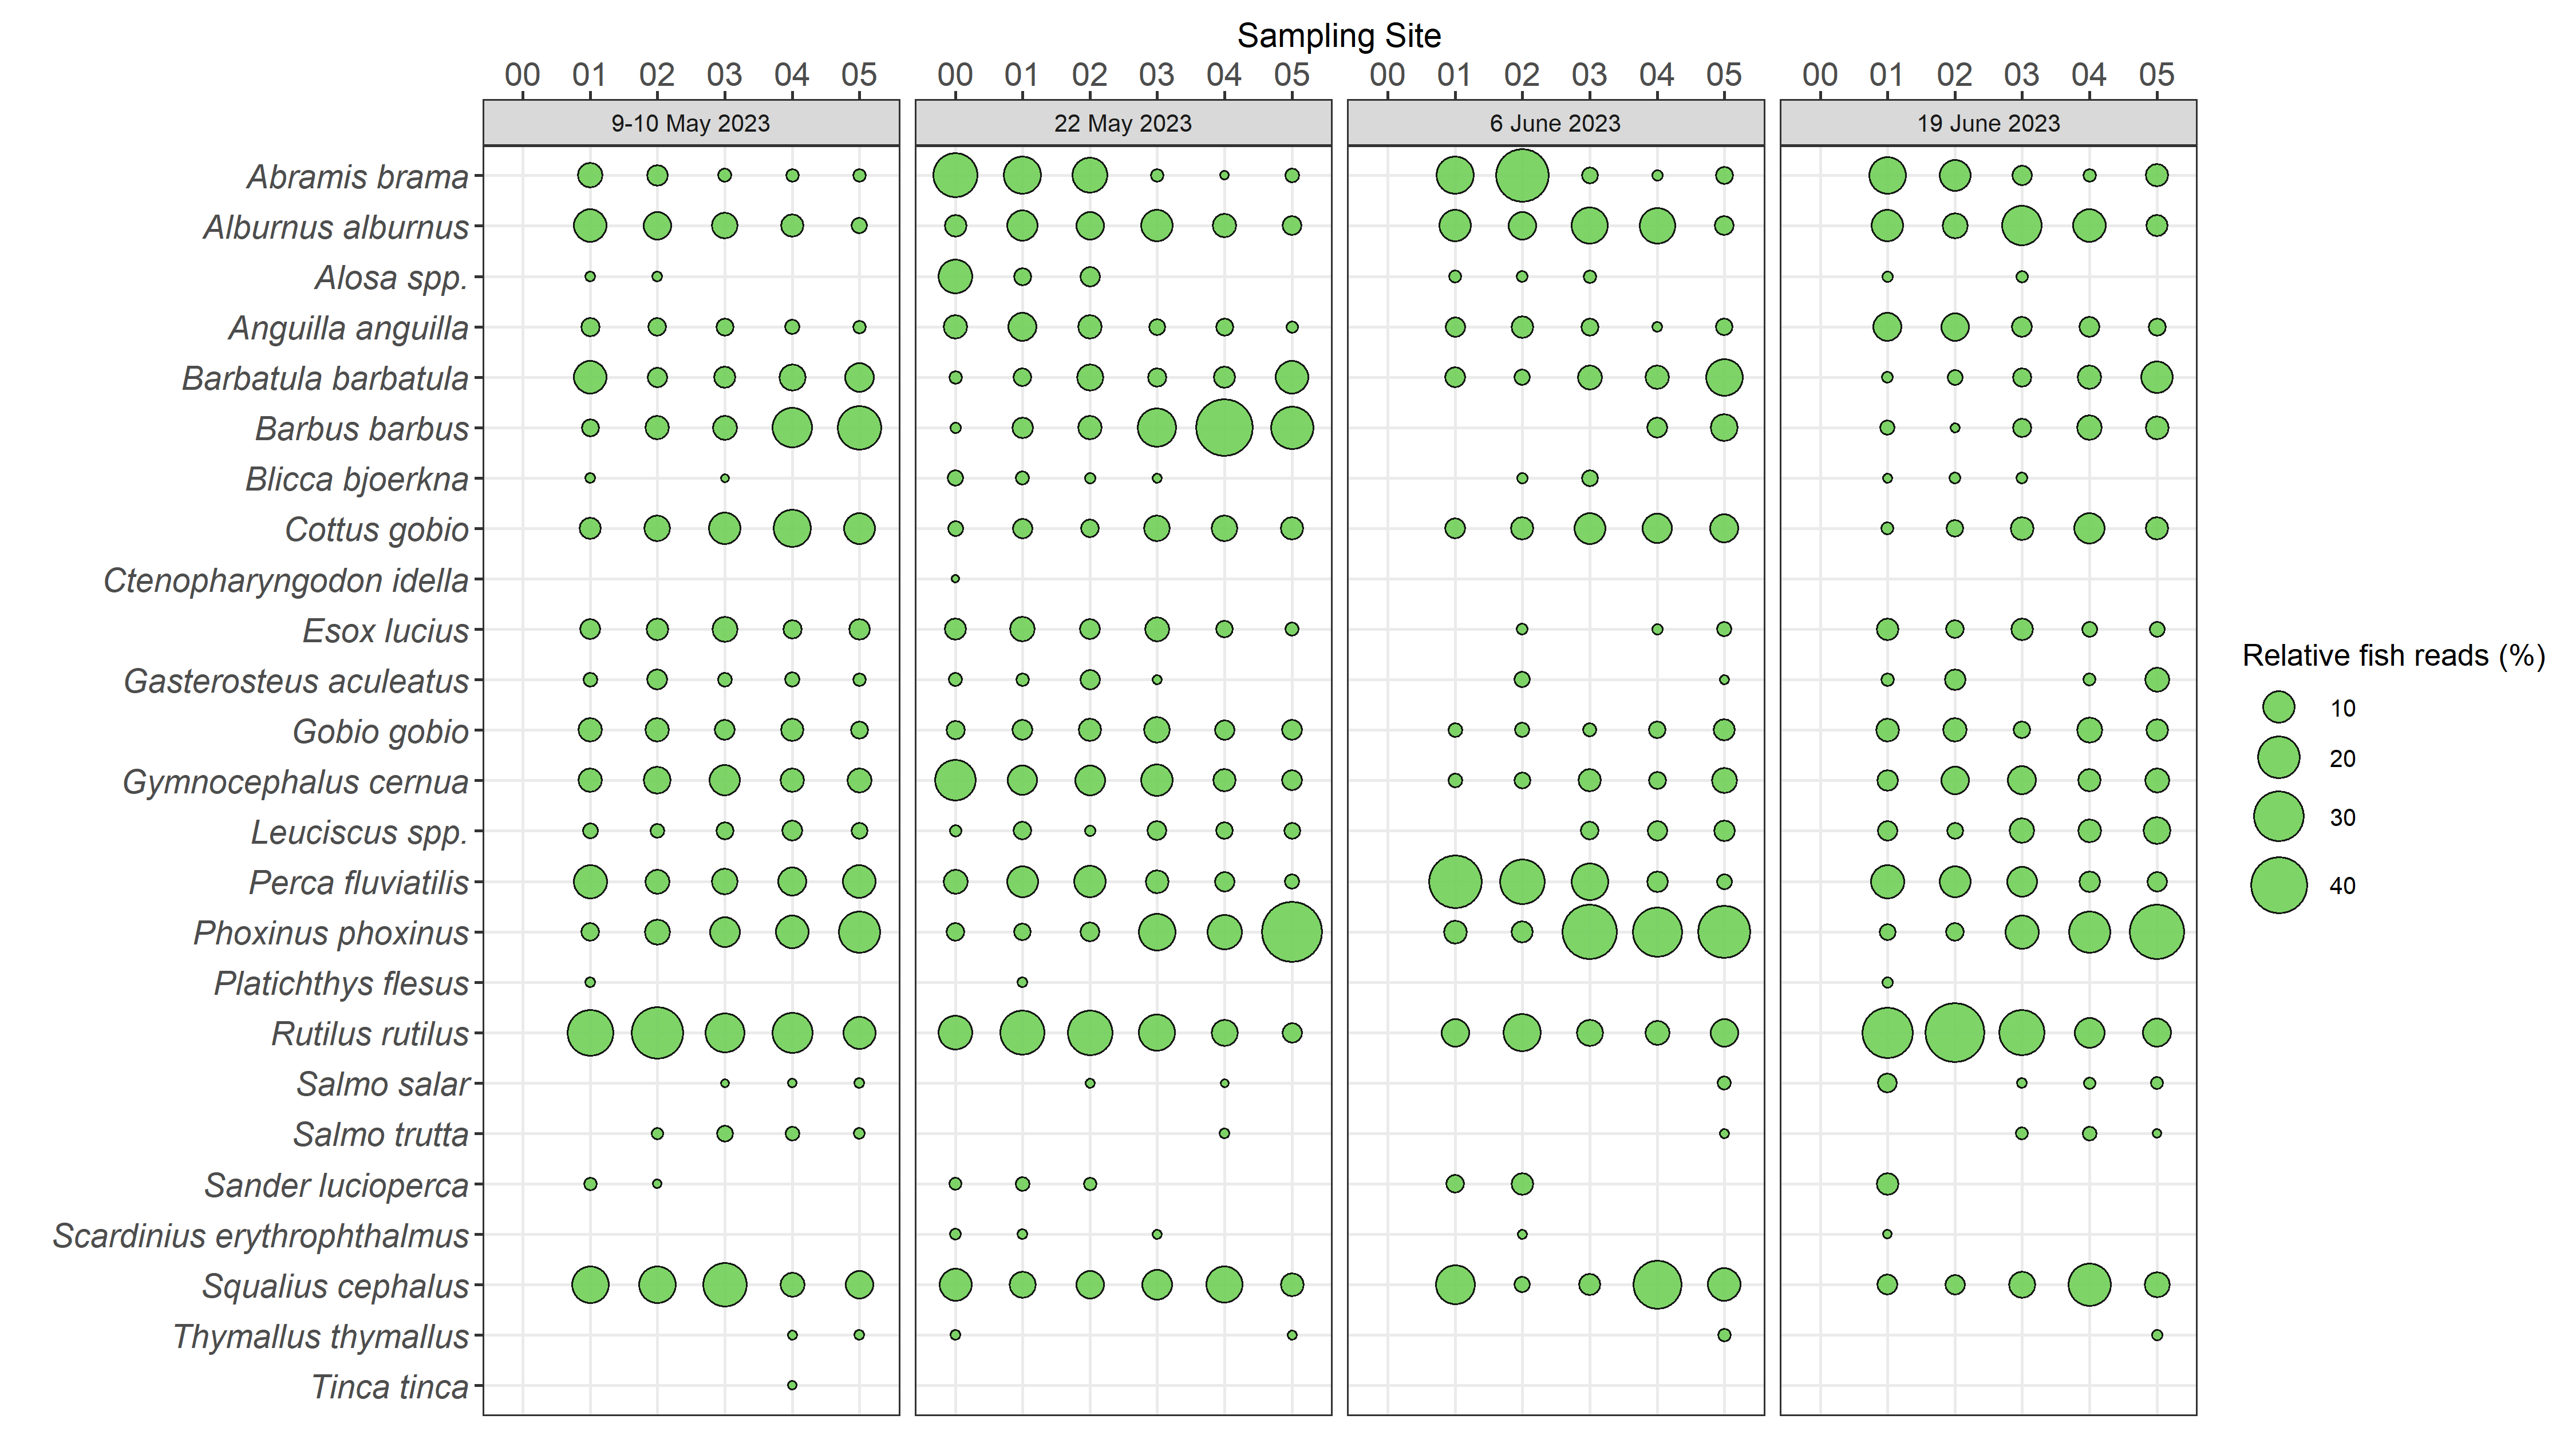 Sampling Site
00 01 02 03 04 05 00 01 02 03 04 05 00 01 02 03 04 05 00 01 02 03 04 05
9-10 May 2023 22 May 2023 6 June 2023 19 June 2023
Abramis brama
Alburnus alburnus
Alosa spp.
Anguilla anguilla
Barbatula barbatula
Barbus barbus
Blicca bjoerkna
Cottus gobio
Ctenopharyngodon idella
Esox lucius
Gasterosteus aculeatus
Gobio gobio
Gymnocephalus cernua
Leuciscus spp.
Perca fluviatilis
Phoxinus phoxinus
Platichthys flesus
Rutilus rutilus
Salmo salar
Salmo trutta
Sander lucioperca
Scardinius erythrophthalmus
Squalius cephalus
Thymallus thymallus
Tinca tinca
Relative fish reads (%)
10
20
30
40